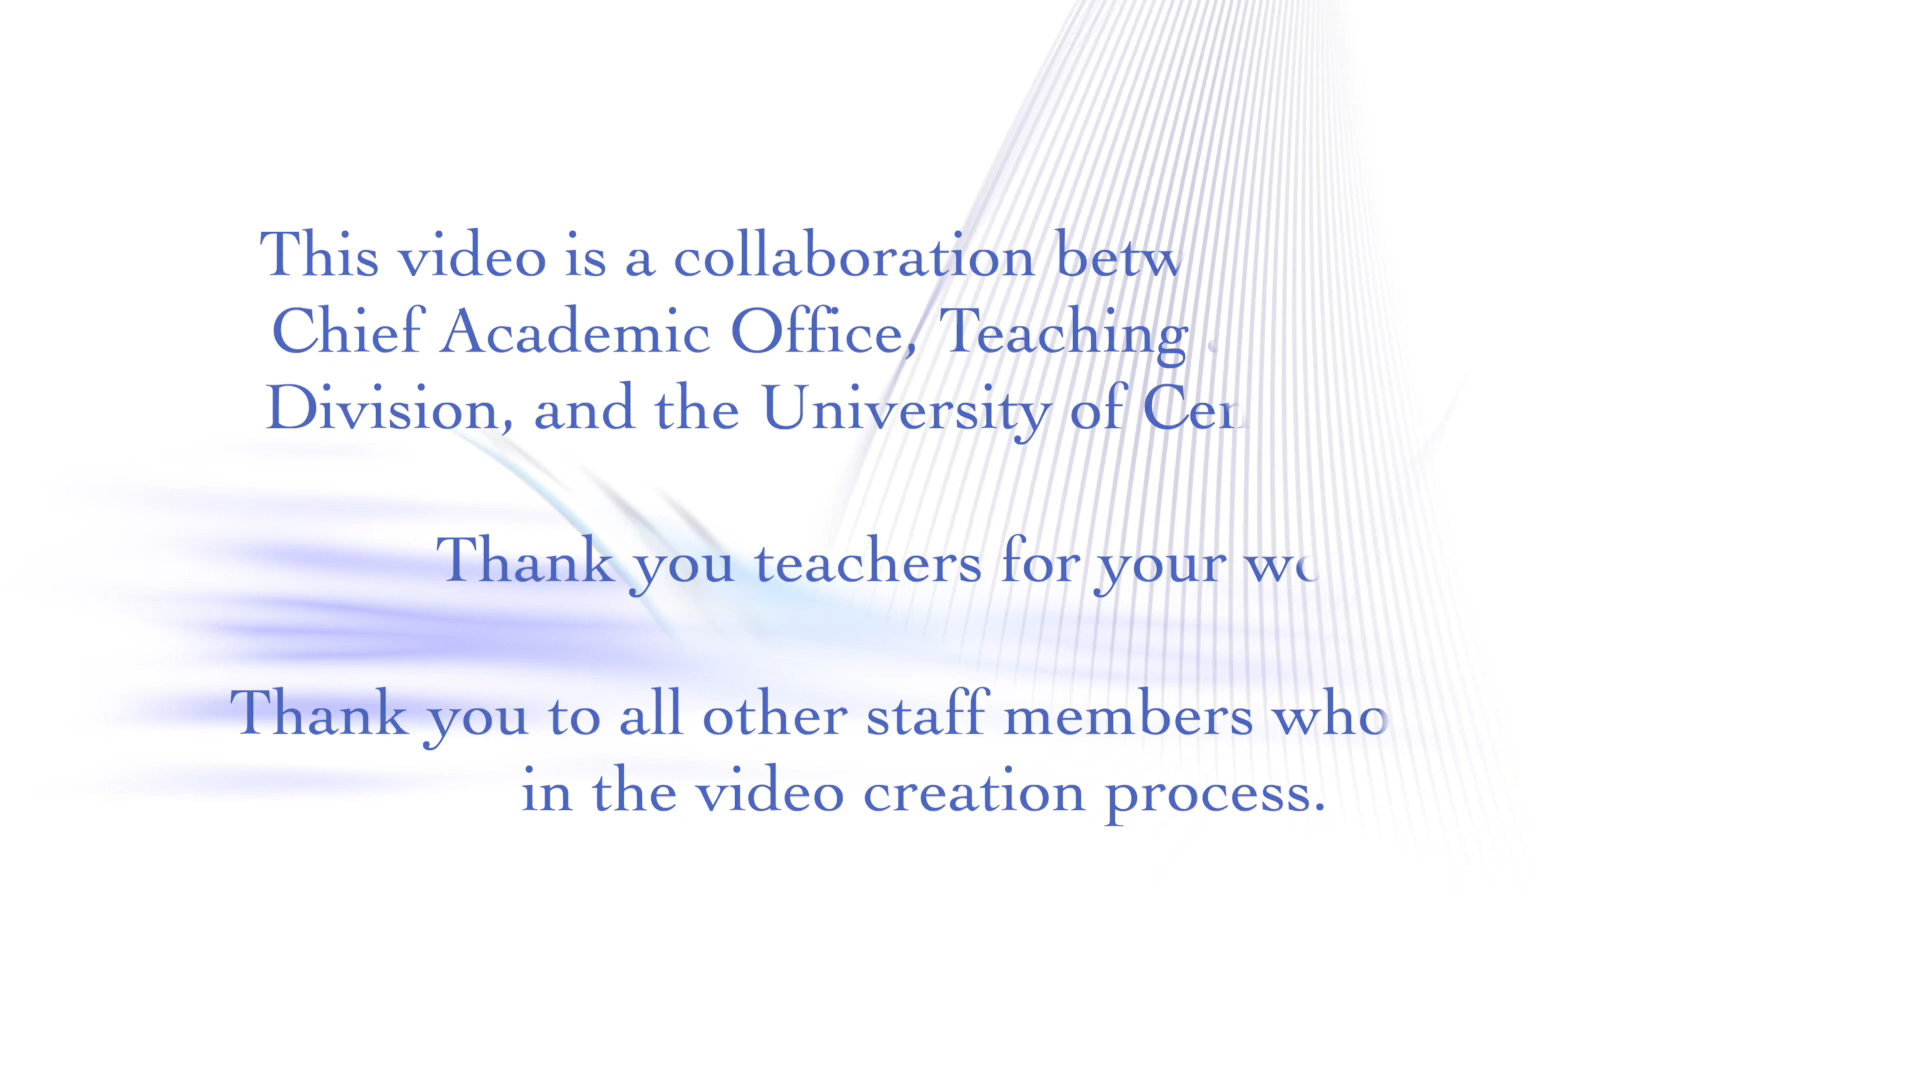 This video is a collaboration betw
Chief Academic Office, Teaching
Division, and the University of Cen
Thank you teachers for your wo
Thank you to all other staff members who
in the video creation process.